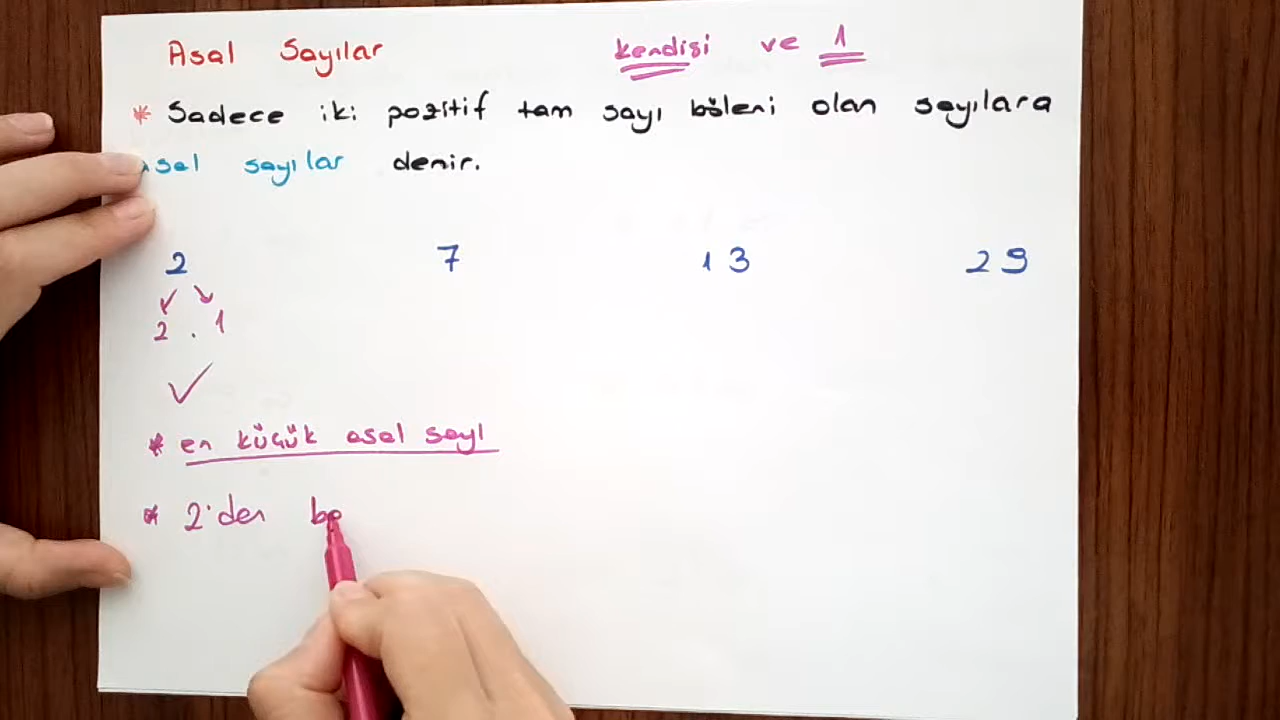 Asal Sayılar kendisi ve 1
* Sadece iki pozitif tam sayı böleni olan sayılara
asal sayılar denir.
2 7 13 29
2 . 1
* en küçük asal sayı
* 2'den